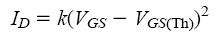 I_D = k(V_GS − V_GS(Th))²